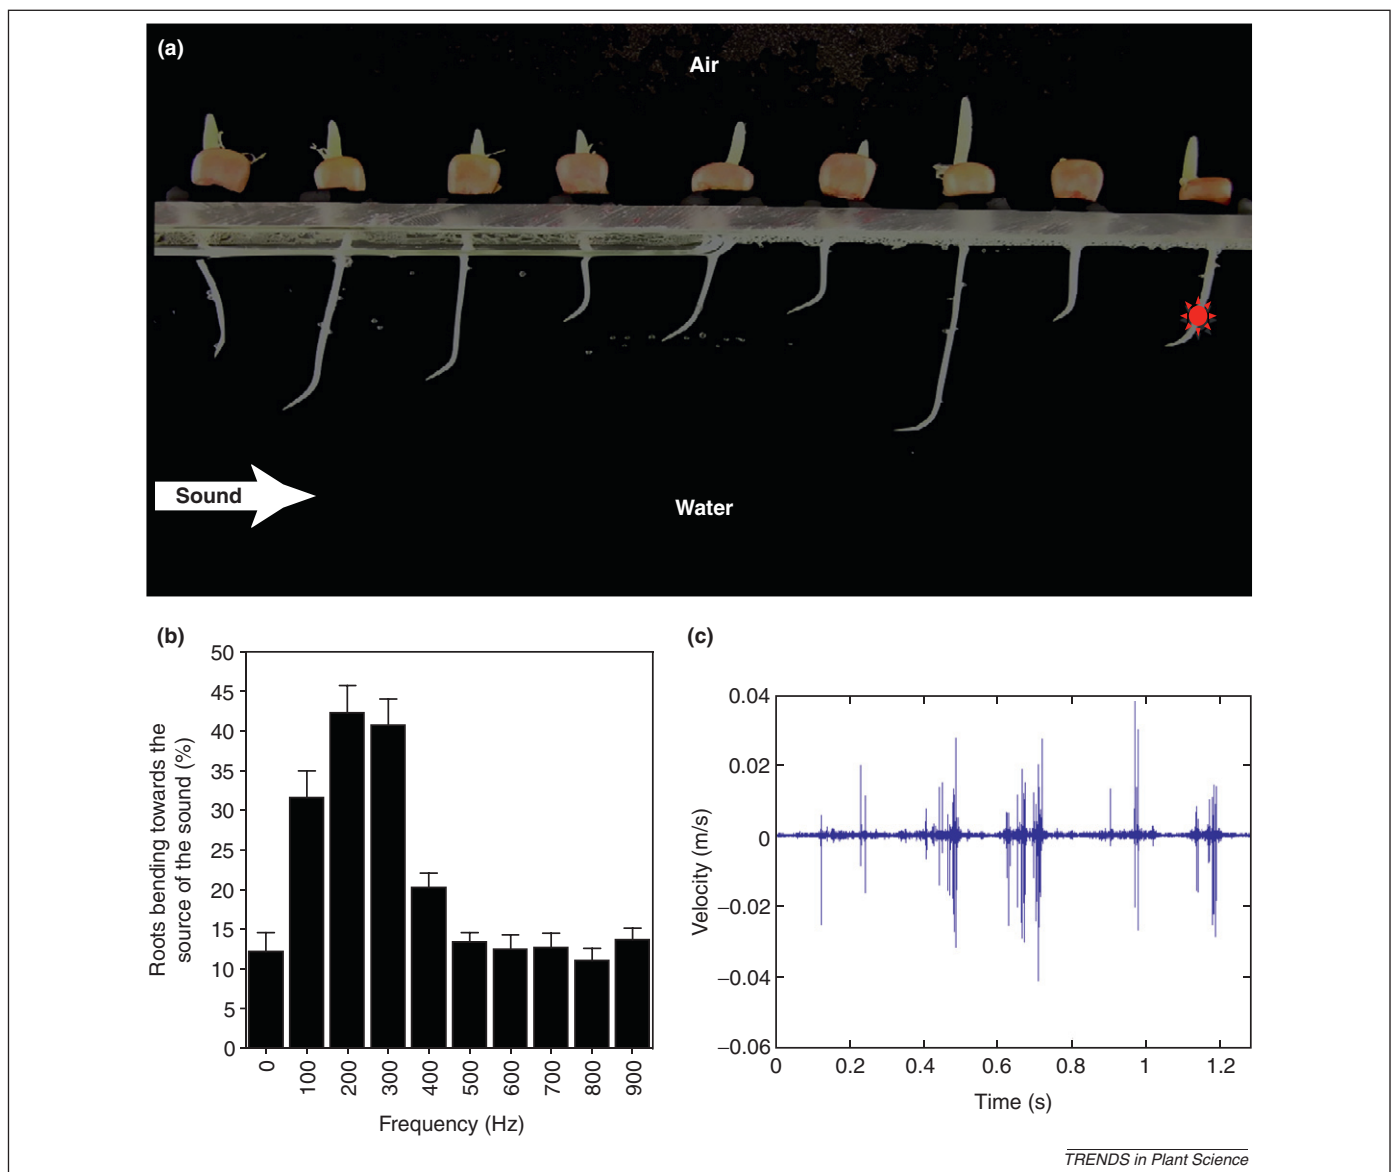 (a)
Air
Sound
Water
(b)
Roots bending towards the
source of the sound (%)
50
45
40
35
30
25
20
15
10
5
0
0
100
200
300
400
500
600
700
800
900
Frequency (Hz)
(c)
Velocity (m/s)
0.04
0.02
0
−0.02
−0.04
−0.06
0
0.2
0.4
0.6
0.8
1
1.2
Time (s)
TRENDS in Plant Science